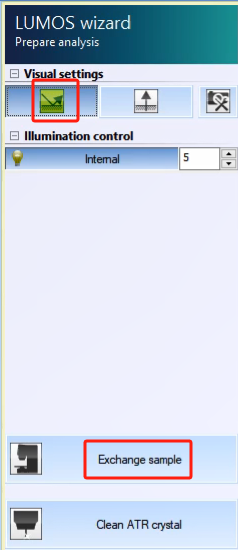 LUMOS wizard
Prepare analysis
Visual settings
Illumination control
Internal 5
Exchange sample
Clean ATR crystal